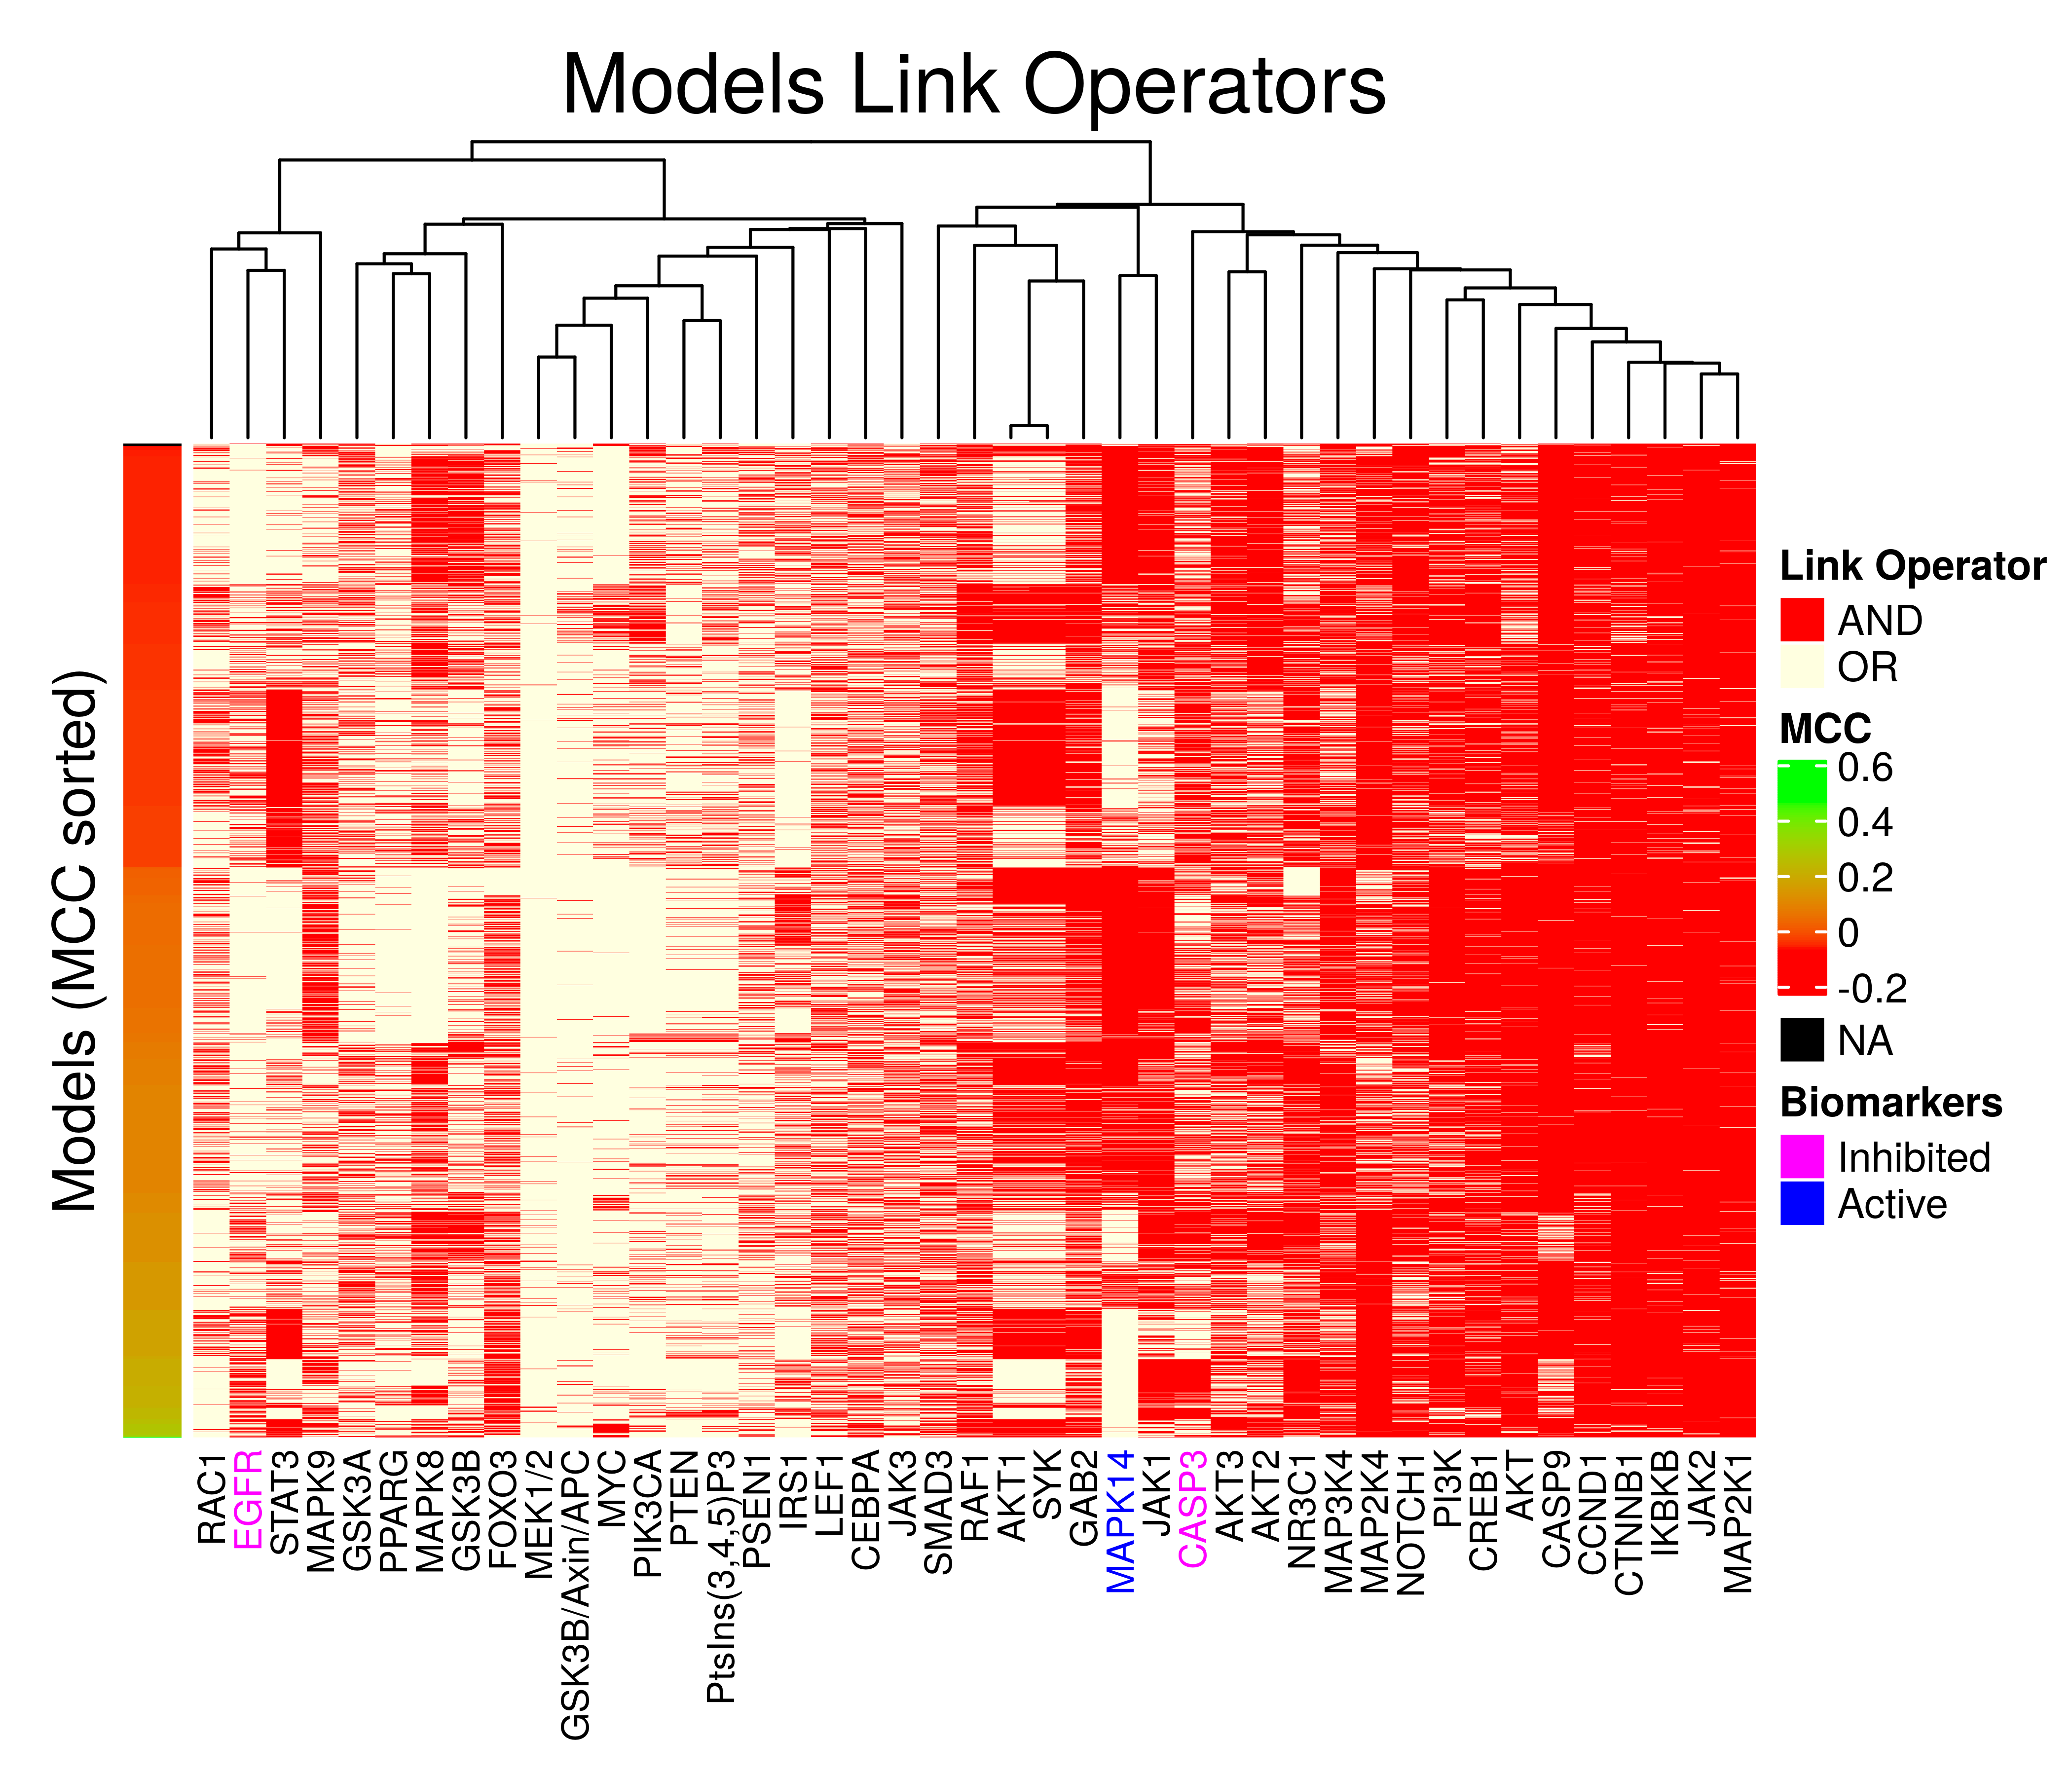 Models Link Operators
Models (MCC sorted)
Link Operator
AND
OR
MCC
0.6
0.4
0.2
0
-0.2
NA
Biomarkers
Inhibited
Active
RAC1
EGFR
STAT3
MAPK9
GSK3A
PPARG
MAPK8
GSK3B
FOXO3
MEK1/2
GSK3B/Axin/APC
MYC
PIK3CA
PTEN
PtsIns(3,4,5)P3
PSEN1
IRS1
LEF1
CEBPA
JAK3
SMAD3
RAF1
AKT1
SYK
GAB2
MAPK14
JAK1
CASP3
AKT3
AKT2
NR3C1
MAP3K4
MAP2K4
NOTCH1
PI3K
CREB1
AKT
CASP9
CCND1
CTNNB1
IKBKB
JAK2
MAP2K1